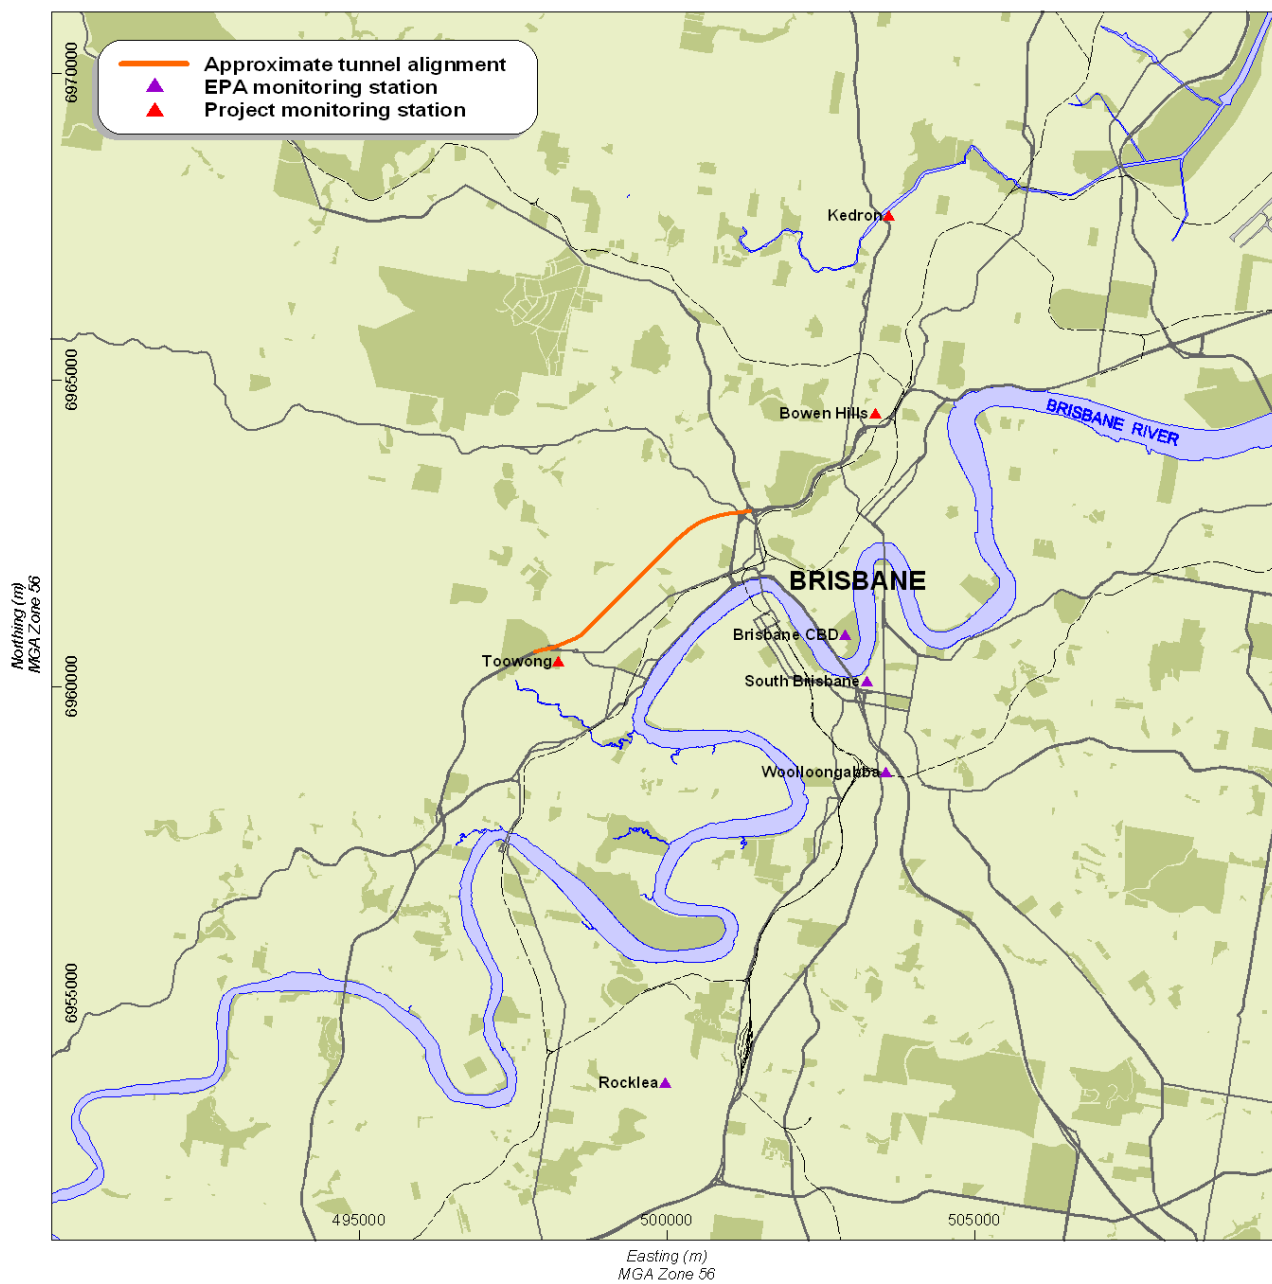 Approximate tunnel alignment
EPA monitoring station
Project monitoring station
6970000
Kedron
6965000
Bowen Hills
BRISBANE RIVER
BRISBANE
Northing (m)
MGA Zone 56
Brisbane CBD
Toowong
South Brisbane
6960000
Woolloongabba
6955000
Rocklea
495000
500000
505000
Easting (m)
MGA Zone 56